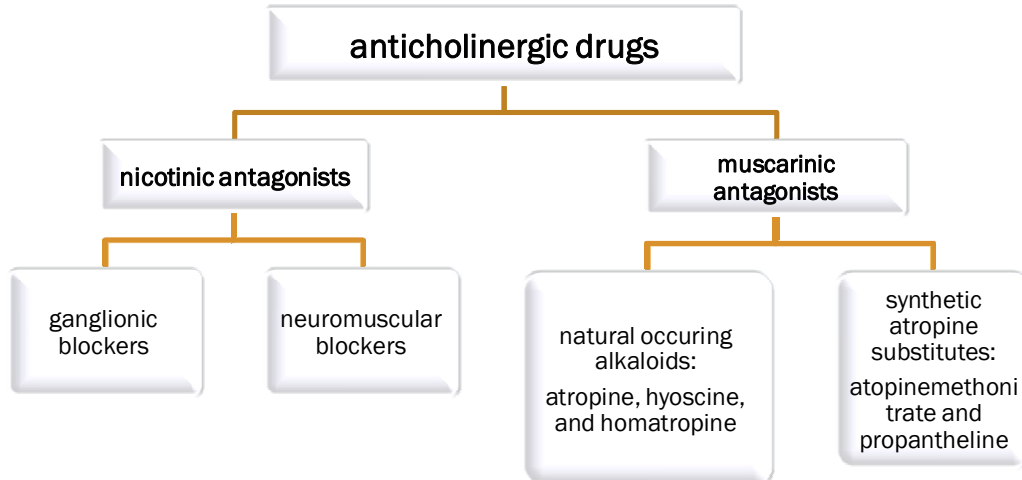 anticholinergic drugs
nicotinic antagonists
muscarinic
antagonists
ganglionic
blockers
neuromuscular
blockers
natural occuring
alkaloids:
atropine, hyoscine,
and homatropine
synthetic
atropine
substitutes:
atopinemethoni
trate and
propantheline